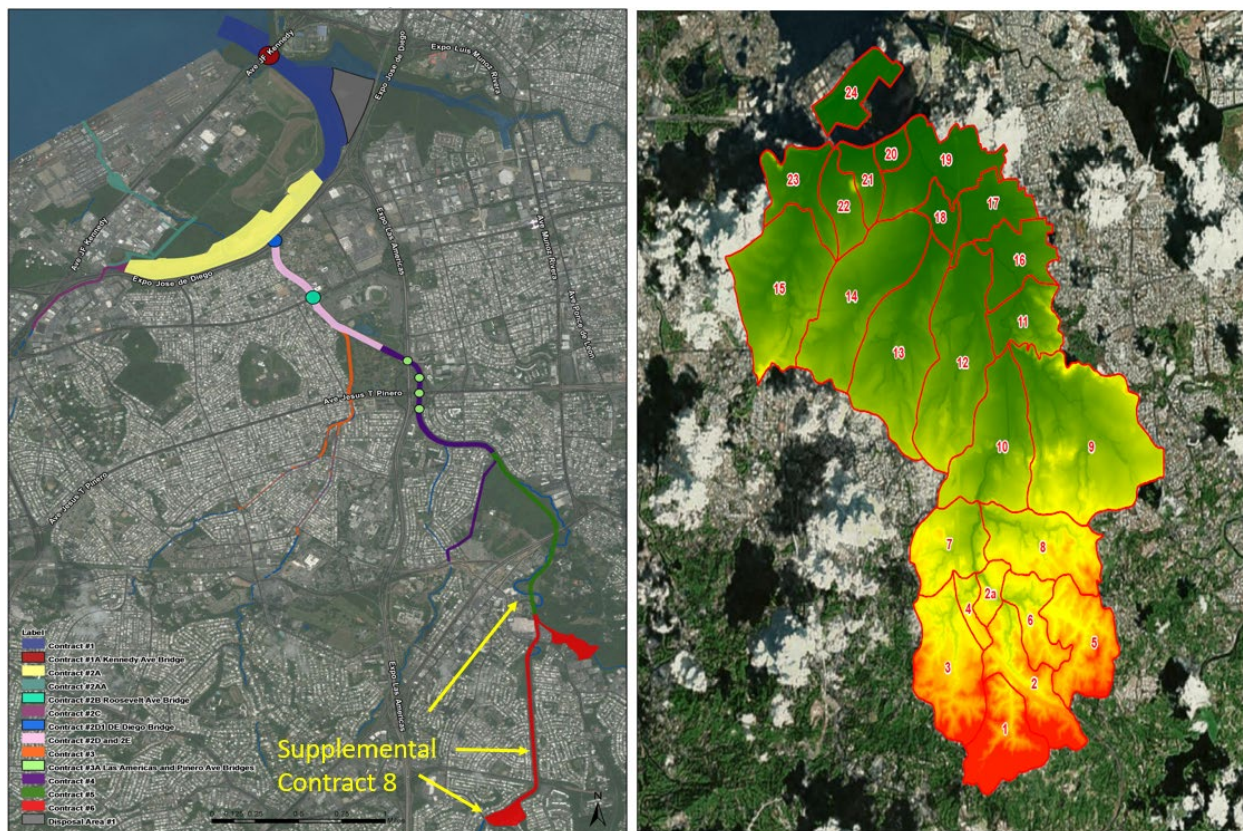 Ave JF Kennedy
Expo Jose de Diego
Expo Luis Munoz Rivera
Ave JF Kennedy
Expo Jose de Diego
Expo Las Americas
Ave Munoz Rivera
Ave Ponce de Leon
Ave Jesus T Pinero
Ave Jesus T Pinero
Expo Las Americas
Supplemental
Contract 8
Label
Contract #1
Contract #1A Kennedy Ave Bridge
Contract #2A
Contract #2AA
Contract #2B Roosevelt Ave Bridge
Contract #2C
Contract #2D1 DE Diego Bridge
Contract #2D and 2E
Contract #3
Contract #3A Las Americas and Pinero Ave Bridges
Contract #4
Contract #5
Contract #6
Disposal Area #1
N
24
20
19
23
21
22
17
18
16
15
14
11
13
12
10
9
7
8
2a
4
6
5
3
2
1